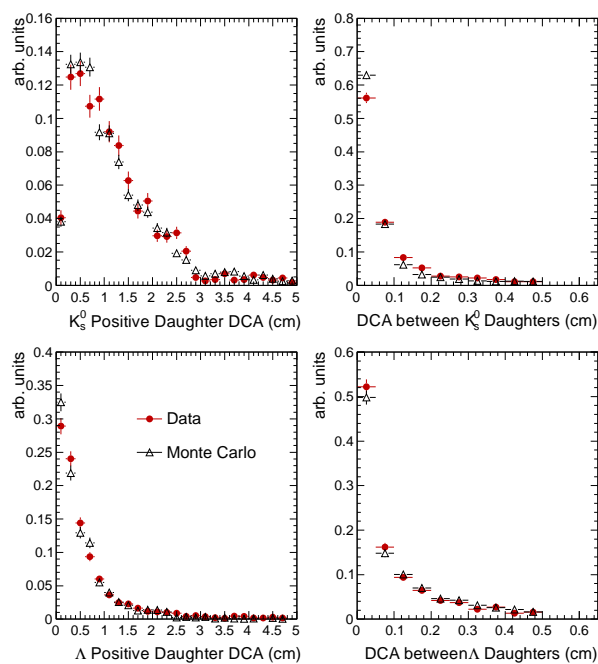 arb. units
0.16
0.14
0.12
0.1
0.08
0.06
0.04
0.02
0
0 0.5 1 1.5 2 2.5 3 3.5 4 4.5 5
K⁰ₛ Positive Daughter DCA (cm)
arb. units
0.8
0.7
0.6
0.5
0.4
0.3
0.2
0.1
0
0 0.1 0.2 0.3 0.4 0.5 0.6
DCA between K⁰ₛ Daughters (cm)
arb. units
0.4
0.35
0.3
0.25
0.2
0.15
0.1
0.05
0
0 0.5 1 1.5 2 2.5 3 3.5 4 4.5 5
Λ Positive Daughter DCA (cm)
Data
Monte Carlo
arb. units
0.6
0.5
0.4
0.3
0.2
0.1
0
0 0.1 0.2 0.3 0.4 0.5 0.6
DCA betweenΛ Daughters (cm)